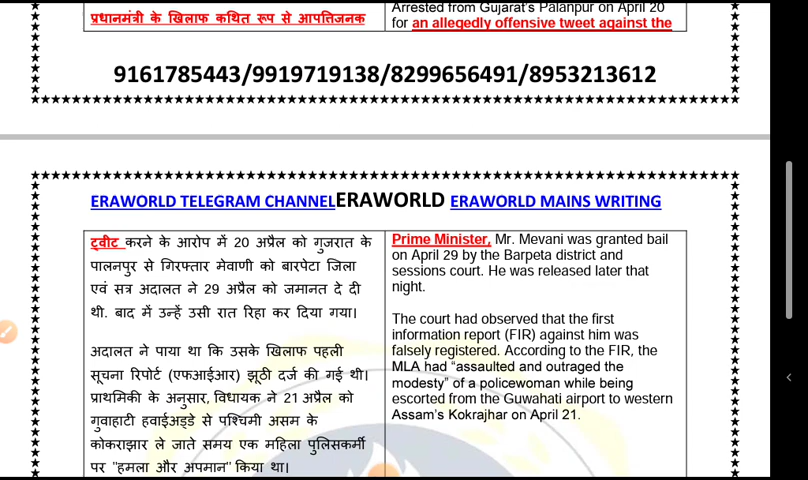 प्रधानमंत्री के खिलाफ कथित रूप से आपत्तिजनक
Arrested from Gujarat's Palanpur on April 20
for an allegedly offensive tweet against the
9161785443/9919719138/8299656491/8953213612
ERAWORLD TELEGRAM CHANNELERAWORLD ERAWORLD MAINS WRITING
ट्वीट करने के आरोप में 20 अप्रैल को गुजरात के
पालनपुर से गिरफ्तार मेवाणी को बारपेटा जिला
एवं सत्र अदालत ने 29 अप्रैल को जमानत दे दी
थी. बाद में उन्हें उसी रात रिहा कर दिया गया।
अदालत ने पाया था कि उसके खिलाफ पहली
सूचना रिपोर्ट (एफआईआर) झूठी दर्ज की गई थी।
प्राथमिकी के अनुसार, विधायक ने 21 अप्रैल को
गुवाहाटी हवाईअड्डे से पश्चिमी असम के
कोकराझार ले जाते समय एक महिला पुलिसकर्मी
पर "हमला और अपमान" किया था।
Prime Minister, Mr. Mevani was granted bail
on April 29 by the Barpeta district and
sessions court. He was released later that
night.
The court had observed that the first
information report (FIR) against him was
falsely registered. According to the FIR, the
MLA had “assaulted and outraged the
modesty” of a policewoman while being
escorted from the Guwahati airport to western
Assam’s Kokrajhar on April 21.